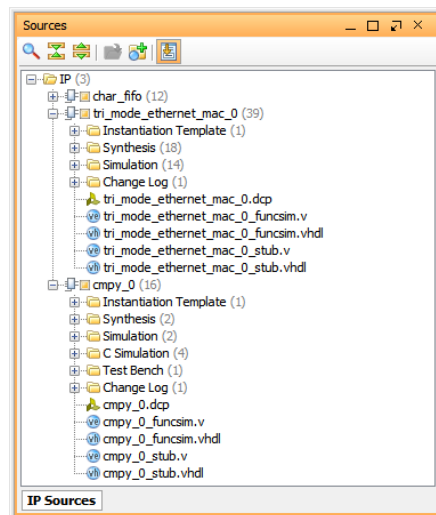 Sources
IP (3)
char_fifo (12)
tri_mode_ethernet_mac_0 (39)
Instantiation Template (1)
Synthesis (18)
Simulation (14)
Change Log (1)
tri_mode_ethernet_mac_0.dcp
tri_mode_ethernet_mac_0_funcsim.v
tri_mode_ethernet_mac_0_funcsim.vhdl
tri_mode_ethernet_mac_0_stub.v
tri_mode_ethernet_mac_0_stub.vhdl
cmpy_0 (16)
Instantiation Template (1)
Synthesis (2)
Simulation (2)
C Simulation (4)
Test Bench (1)
Change Log (1)
cmpy_0.dcp
cmpy_0_funcsim.v
cmpy_0_funcsim.vhdl
cmpy_0_stub.v
cmpy_0_stub.vhdl
IP Sources